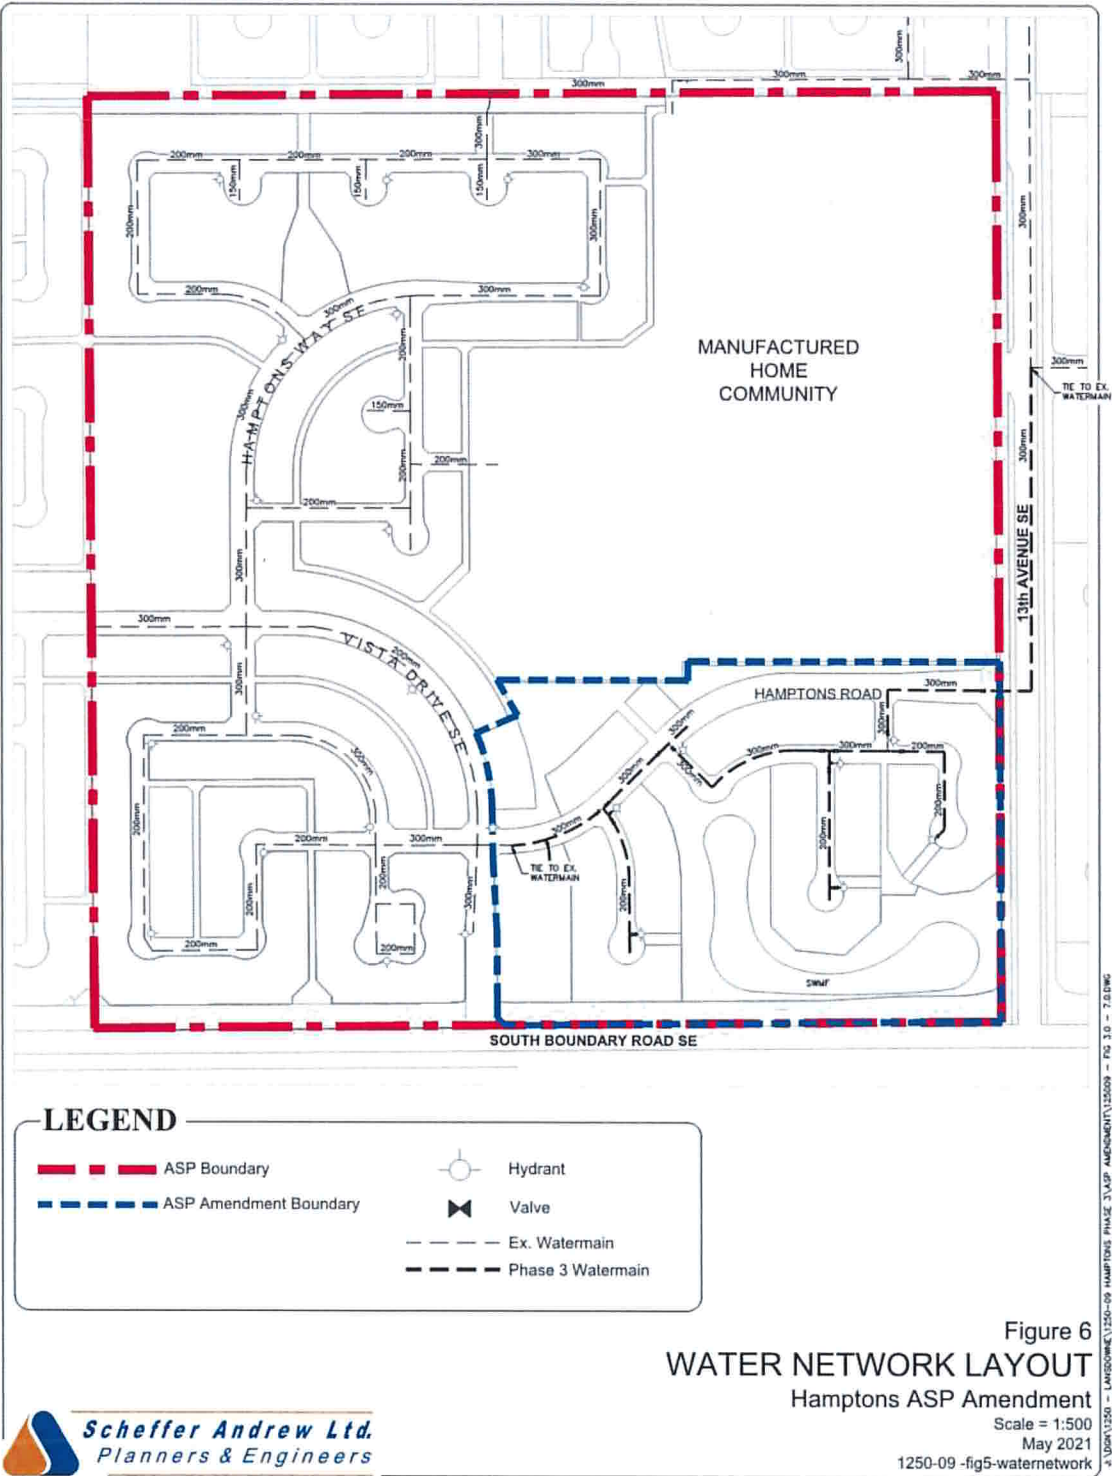 300mm
300mm
300mm
300mm
300mm
200mm
200mm
200mm
300mm
300mm
150mm
150mm
150mm
200mm
300mm
300mm
200mm
300mm
300mm
HAMPTONS WAY SE
200mm
MANUFACTURED
HOME
COMMUNITY
300mm
TIE TO EX.
WATERMAIN
300mm
150mm
300mm
200mm
200mm
200mm
13th AVENUE SE
300mm
300mm
VISTA DRIVE SE
200mm
300mm
300mm
HAMPTONS ROAD
300mm
200mm
300mm
300mm
300mm
300mm
200mm
300mm
300mm
200mm
200mm
300mm
200mm
300mm
200mm
TIE TO EX.
WATERMAIN
200mm
200mm
300mm
200mm
200mm
200mm
SWMF
SOUTH BOUNDARY ROAD SE
LEGEND
ASP Boundary
Hydrant
ASP Amendment Boundary
Valve
Ex. Watermain
Phase 3 Watermain
Figure 6
WATER NETWORK LAYOUT
Hamptons ASP Amendment
Scale = 1:500
May 2021
1250-09 -fig5-waternetwork
Scheffer Andrew Ltd.
Planners & Engineers